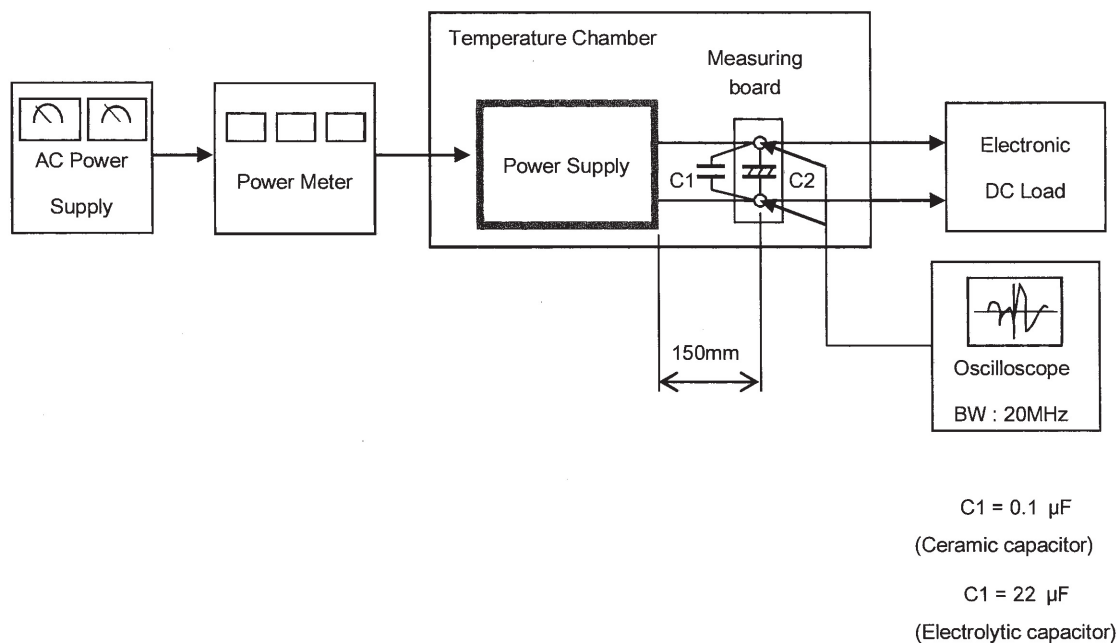 Temperature Chamber
Measuring
board
AC Power
Supply
Power Meter
Power Supply
C1
C2
Electronic
DC Load
150mm
Oscilloscope
BW : 20MHz
C1 = 0.1 µF
(Ceramic capacitor)
C1 = 22 µF
(Electrolytic capacitor)